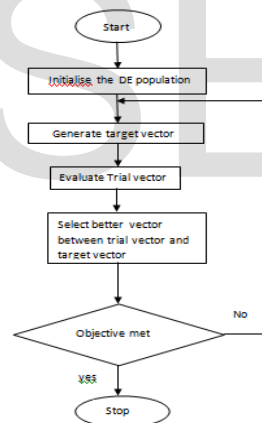 Start
Initialise the DE population
Generate target vector
Evaluate Trial vector
Select better vector
between trial vector and
target vector
Objective met
No
yes
Stop